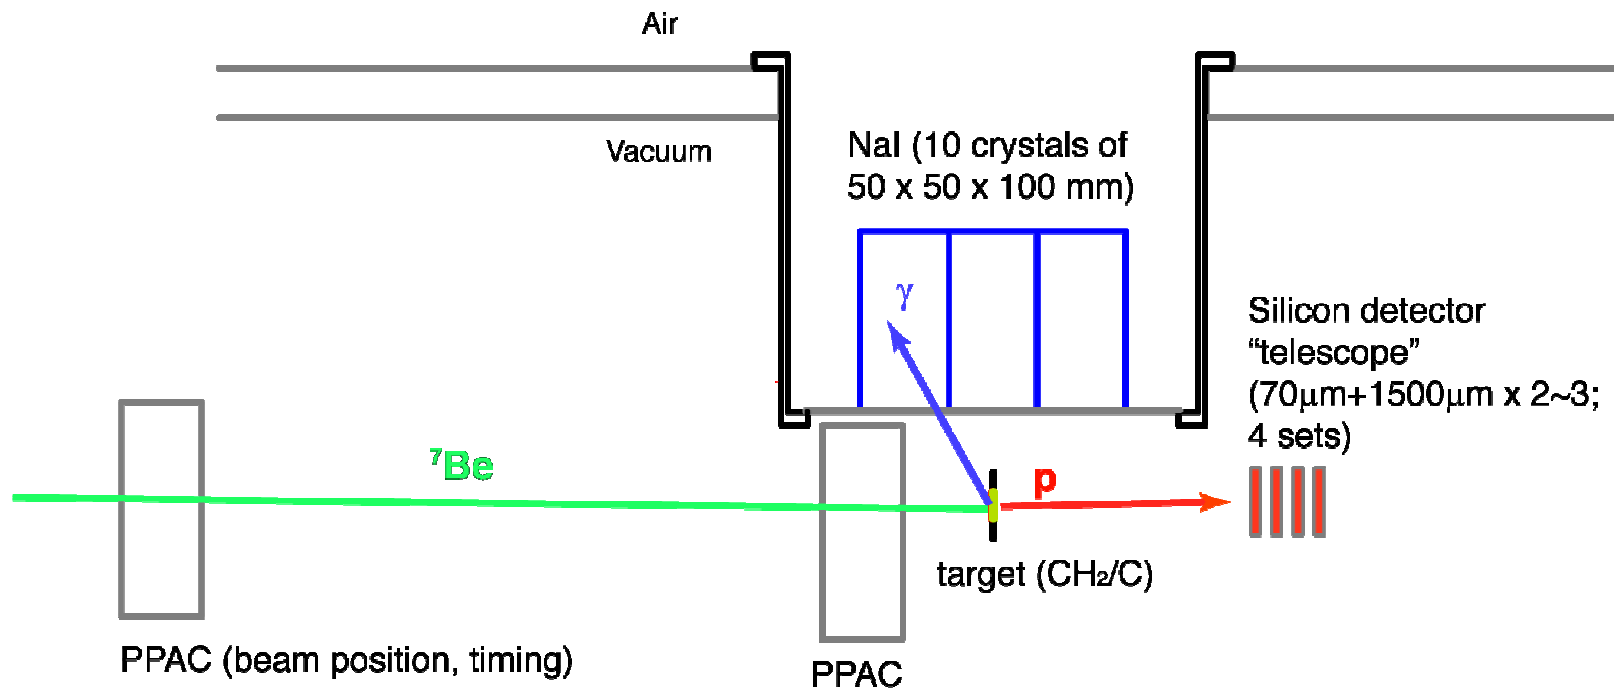 Air
Vacuum
NaI (10 crystals of
50 x 50 x 100 mm)
γ
Silicon detector
“telescope”
(70μm+1500μm x 2~3;
4 sets)
⁷Be
p
target (CH₂/C)
PPAC (beam position, timing)
PPAC